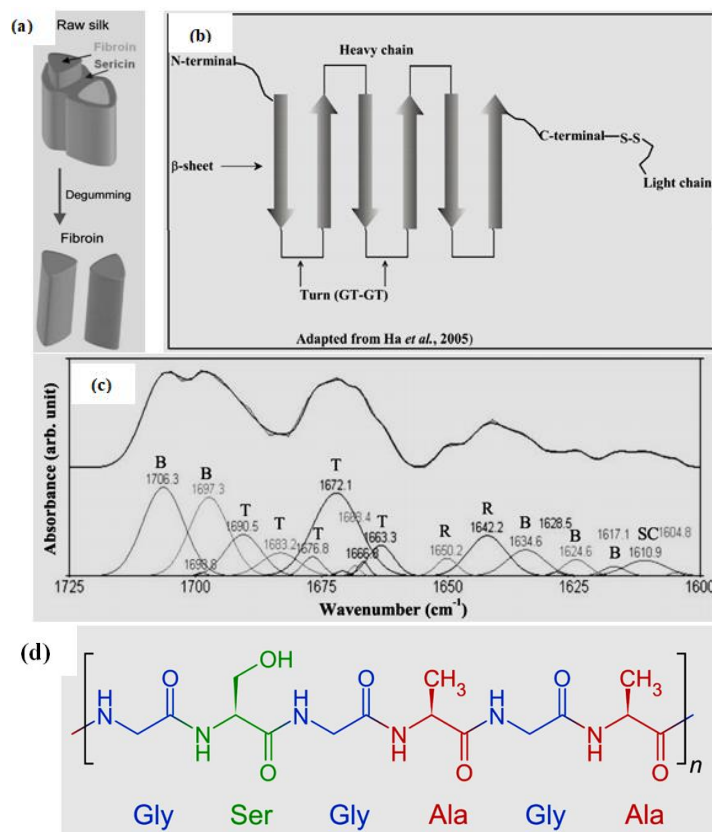 (a)
Raw silk
Fibroin
Sericin
Degumming
Fibroin
(b)
Heavy chain
N-terminal
β-sheet
C-terminal—S-S
Light chain
Turn (GT-GT)
Adapted from Ha et al., 2005)
(c)
Absorbance (arb. unit)
B
1706.3
B
1697.3
1698.8
T
1690.5
T
1683.2
T
1676.8
T
1672.1
1668.4
1666.8
T
1663.3
R
1650.2
R
1642.2
B
1634.6
1628.5
B
1624.6
1617.1
B
SC
1610.9
1604.8
1725 1700 1675 1650 1625 1600
Wavenumber (cm⁻¹)
(d)
OH
O
CH₃
O
CH₃
O
H
N
N
H
O
H
N
N
H
O
H
N
N
H
O
n
Gly Ser Gly Ala Gly Ala